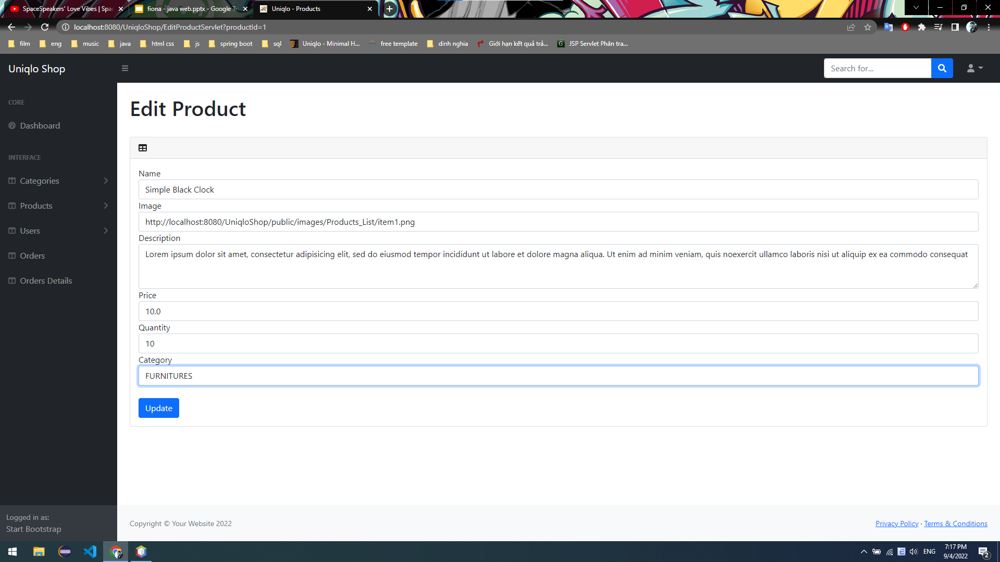 SpaceSpeakers' Love Vibes | Spac
fiona - java web.pptx - Google Tr
Uniqlo - Products
localhost:8080/UniqloShop/EditProductServlet?productId=1
film
eng
music
java
html css
js
spring boot
sql
Uniqlo - Minimal H...
free template
dinh nghia
Giới hạn kết quả trả...
G
JSP Servlet Phân tra...
Uniqlo Shop
Search for...
CORE
Dashboard
INTERFACE
Categories
Products
Users
Orders
Orders Details
Logged in as:
Start Bootstrap
Edit Product
Name
Simple Black Clock
Image
http://localhost:8080/UniqloShop/public/images/Products_List/item1.png
Description
Lorem ipsum dolor sit amet, consectetur adipisicing elit, sed do eiusmod tempor incididunt ut labore et dolore magna aliqua. Ut enim ad minim veniam, quis noexercit ullamco laboris nisi ut aliquip ex ea commodo consequat
Price
10.0
Quantity
10
Category
FURNITURES
Update
Copyright © Your Website 2022
Privacy Policy · Terms & Conditions
E
ENG
7:17 PM
9/4/2022
2